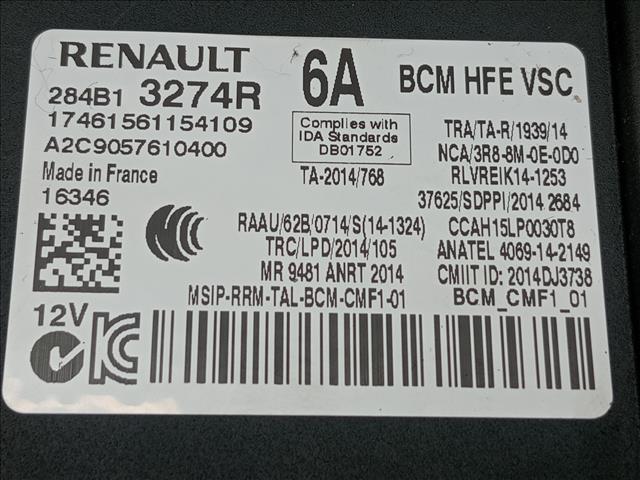 RENAULT 6A BCM HFE VSC
284B1 3274R
17461561154109
A2C9057610400
Made in France
16346
Complies with
IDA Standards
DB01752
TA-2014/768
TRA/TA-R/1939/14
NCA/3R8-8M-0E-0D0
RLVREIK14-1253
37625/SDPPI/2014 2684
RAAU/62B/0714/S(14-1324)
CCAH15LP0030T8
TRC/LPD/2014/105
ANATEL 4069-14-2149
MR 9481 ANRT 2014
CMIIT ID: 2014DJ3738
MSIP-RRM-TAL-BCM-CMF1-01
BCM_CMF1_01
12V